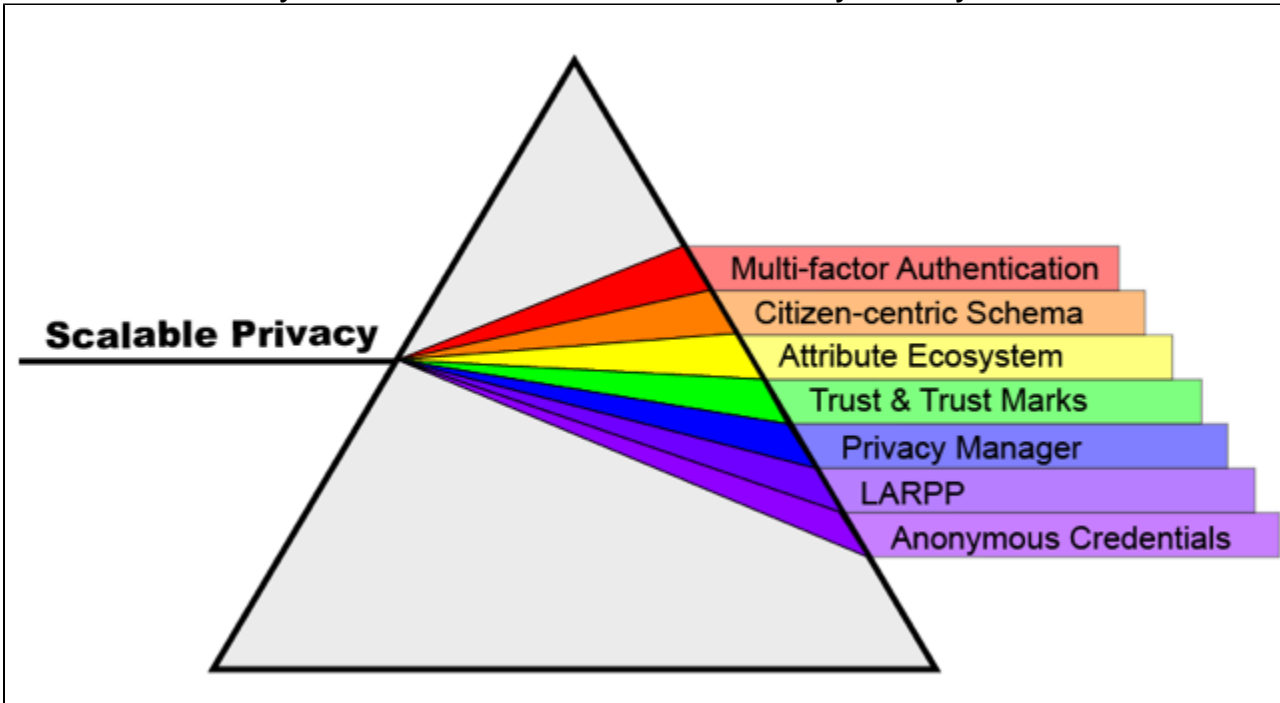 Scalable Privacy
Multi-factor Authentication
Citizen-centric Schema
Attribute Ecosystem
Trust & Trust Marks
Privacy Manager
LARPP
Anonymous Credentials